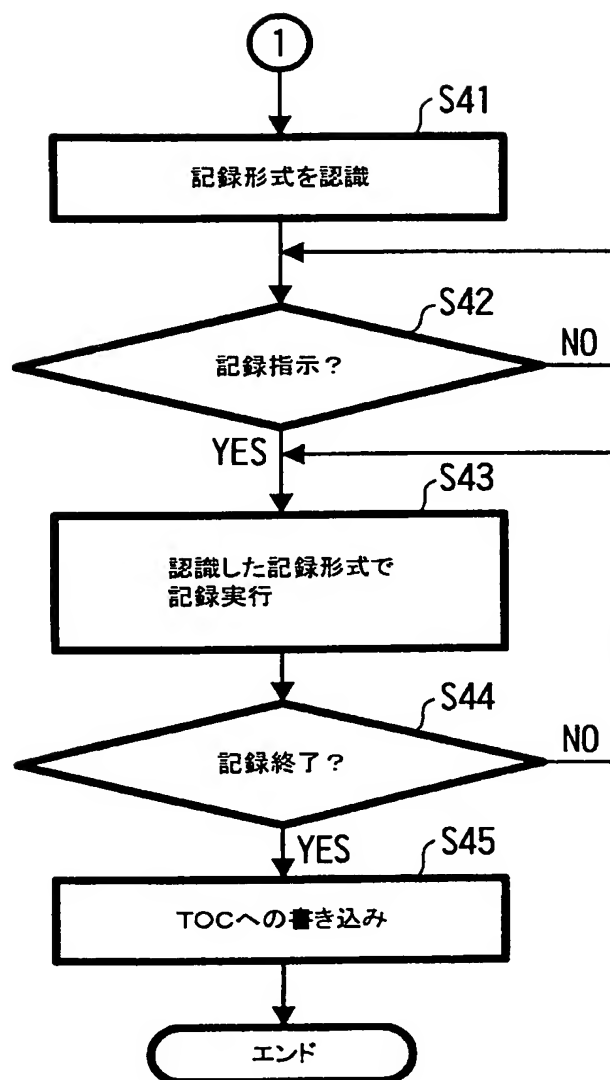 1
S41
記録形式を認識
S42
記録指示？
NO
YES
S43
認識した記録形式で
記録実行
S44
記録終了？
NO
YES
S45
TOCへの書き込み
エンド